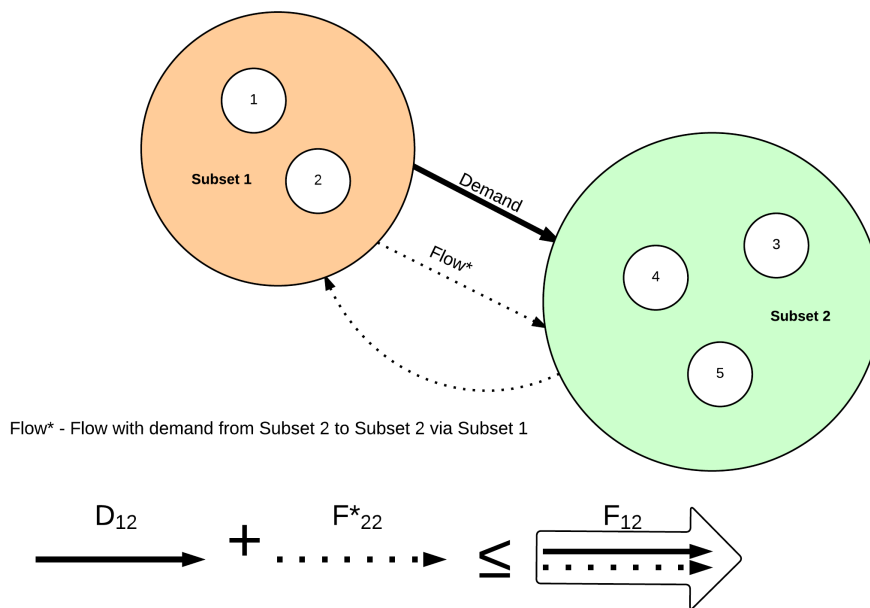 1
Subset 1
2
Demand
Flow*
3
4
Subset 2
5
Flow* - Flow with demand from Subset 2 to Subset 2 via Subset 1
D₁₂ + F*₂₂ ≤ F₁₂